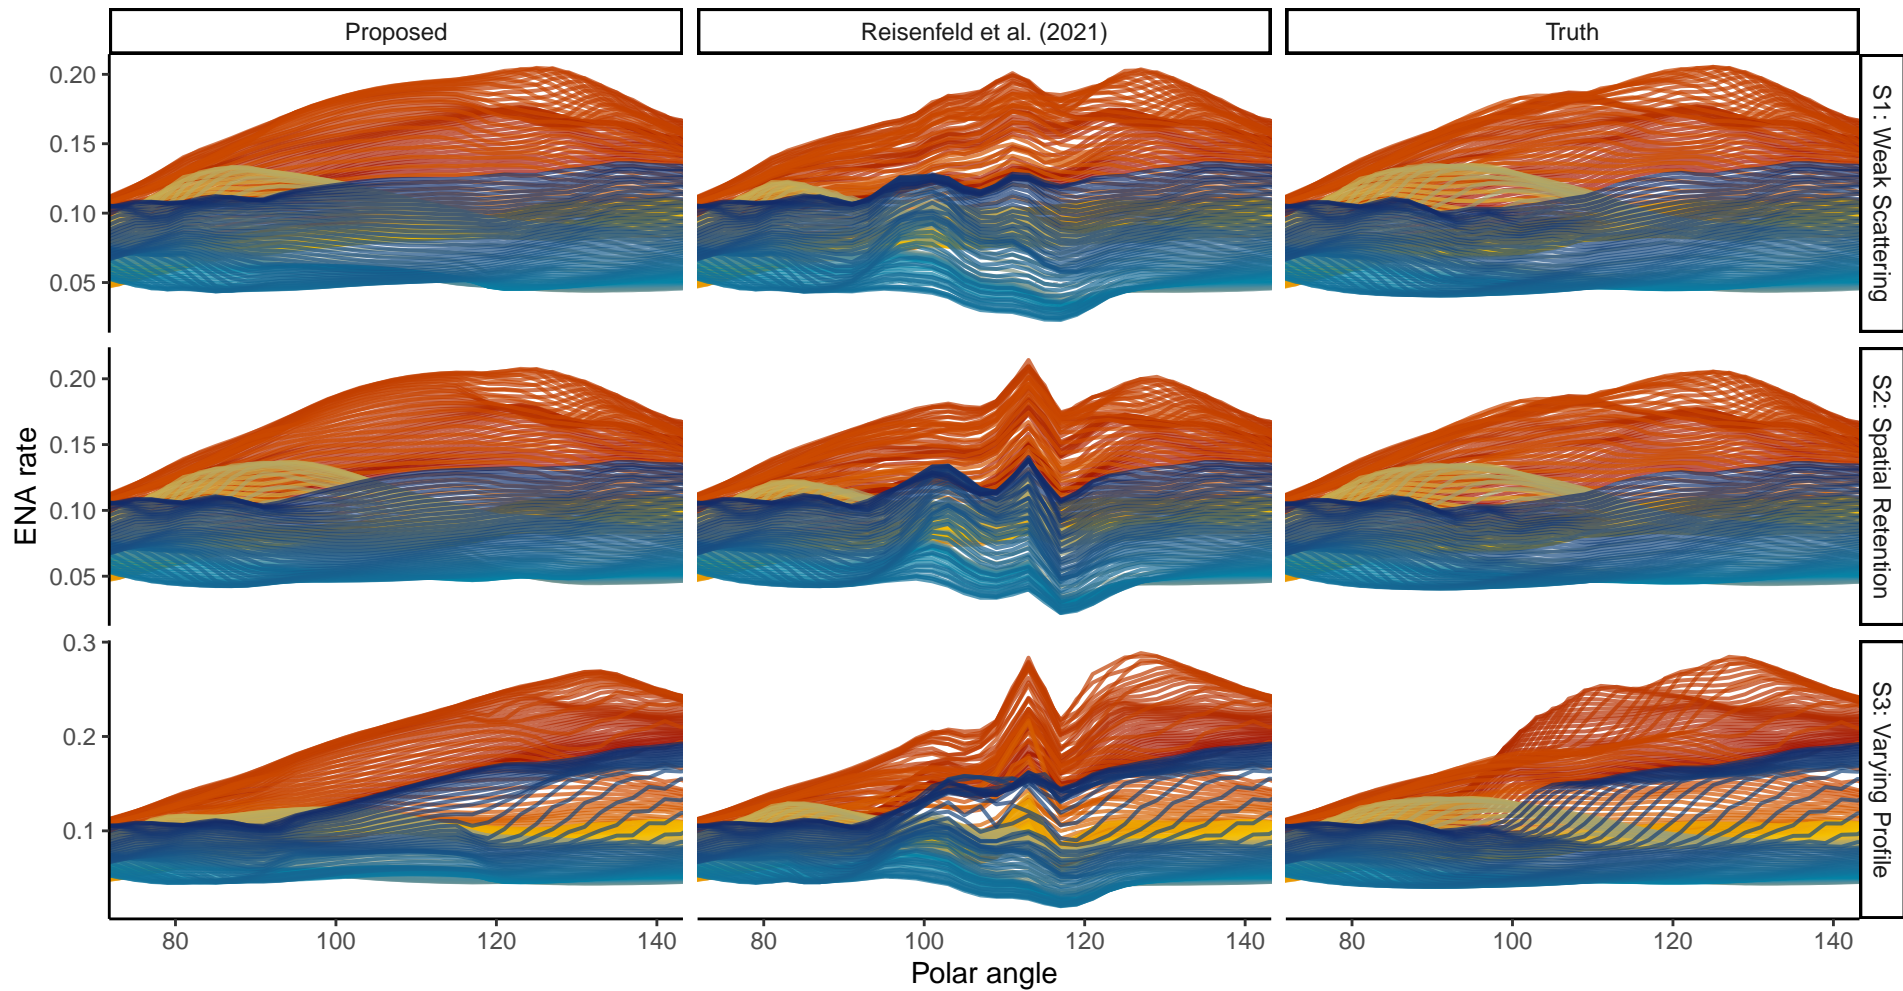 Proposed
Reisenfeld et al. (2021)
Truth
0.20
0.15
0.10
0.05
S1: Weak Scattering
0.20
0.15
0.10
0.05
S2: Spatial Retention
0.3
0.2
0.1
S3: Varying Profile
ENA rate
80 100 120 140
80 100 120 140
80 100 120 140
Polar angle